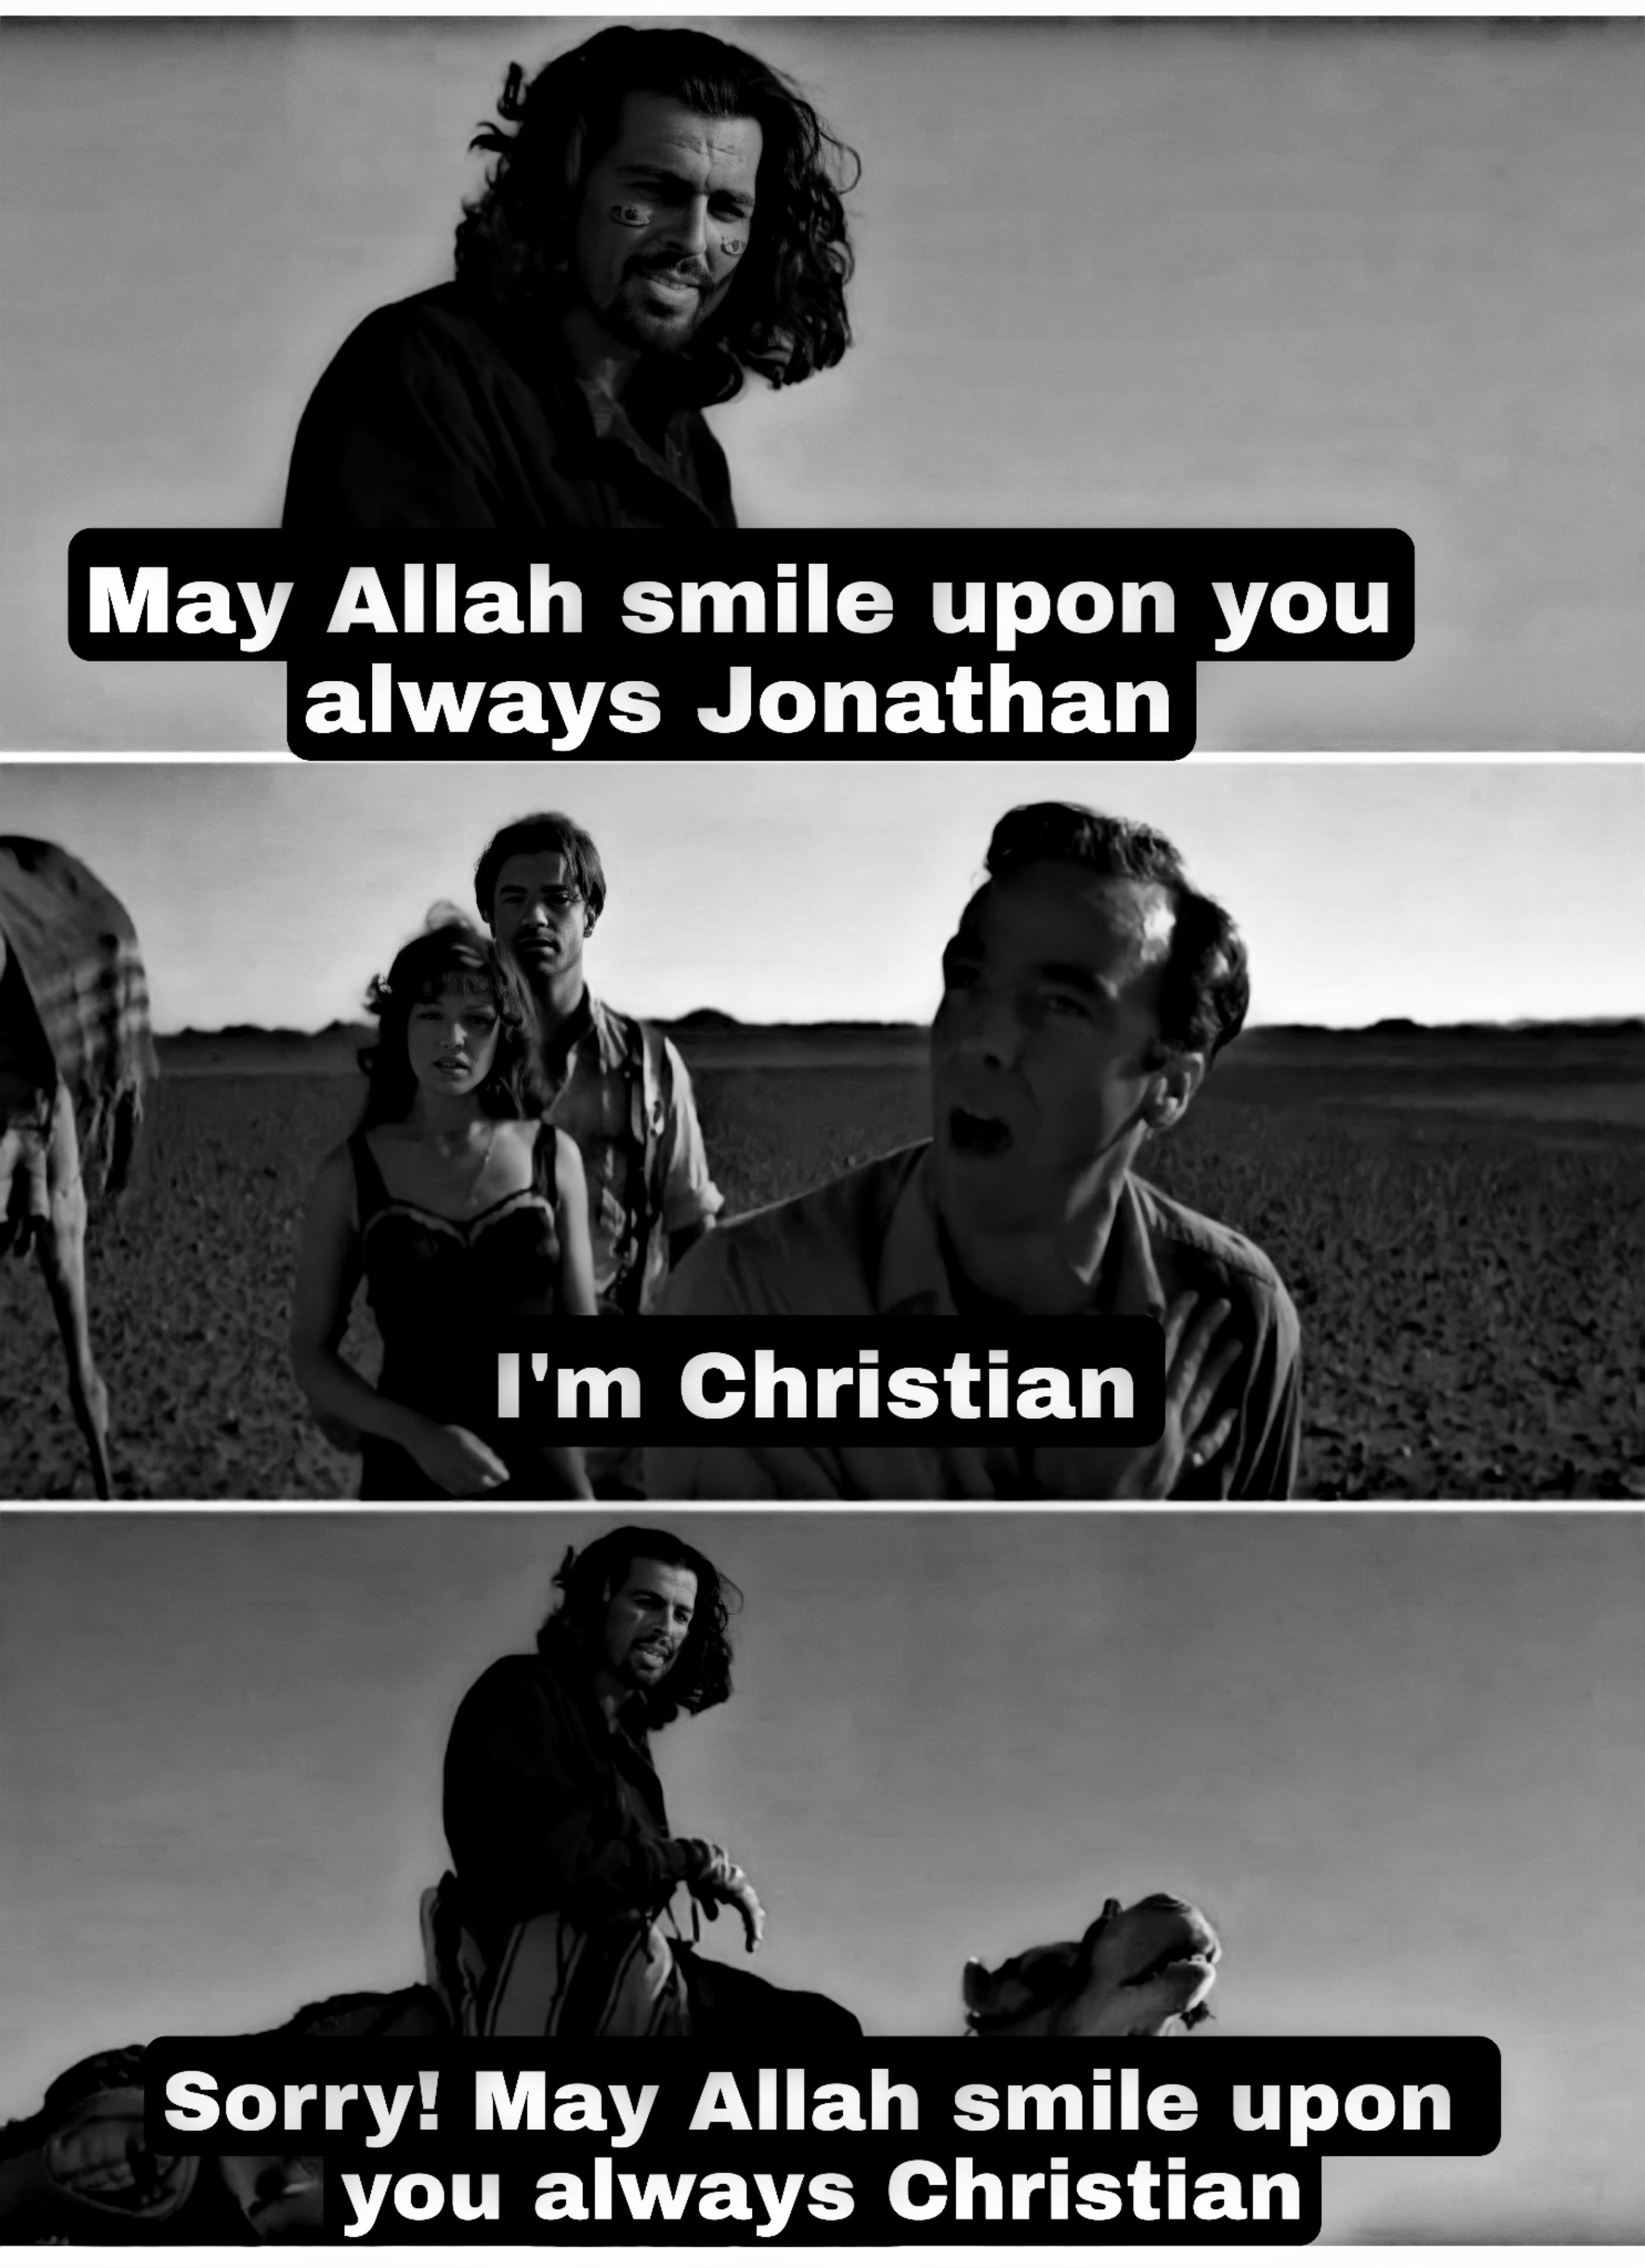 May Allah smile upon you
always Jonathan
I'm Christian
Sorry! May Allah smile upon
you always Christian